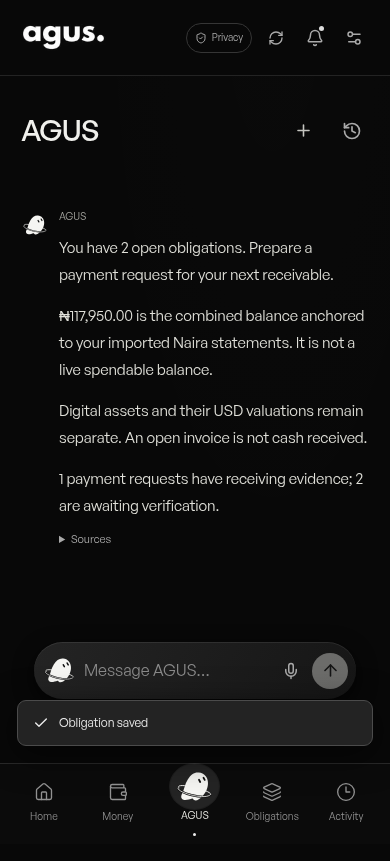 agus.
Privacy
AGUS
AGUS
You have 2 open obligations. Prepare a
payment request for your next receivable.
₦117,950.00 is the combined balance anchored
to your imported Naira statements. It is not a
live spendable balance.
Digital assets and their USD valuations remain
separate. An open invoice is not cash received.
1 payment requests have receiving evidence; 2
are awaiting verification.
Sources
Message AGUS...
Obligation saved
Home
Money
AGUS
Obligations
Activity